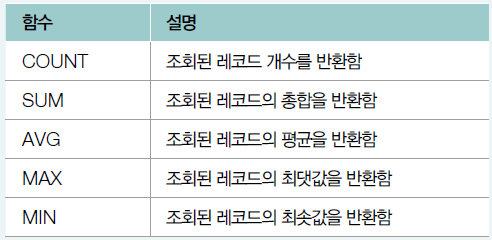 함수 설명
COUNT 조회된 레코드 개수를 반환함
SUM 조회된 레코드의 총합을 반환함
AVG 조회된 레코드의 평균을 반환함
MAX 조회된 레코드의 최댓값을 반환함
MIN 조회된 레코드의 최솟값을 반환함